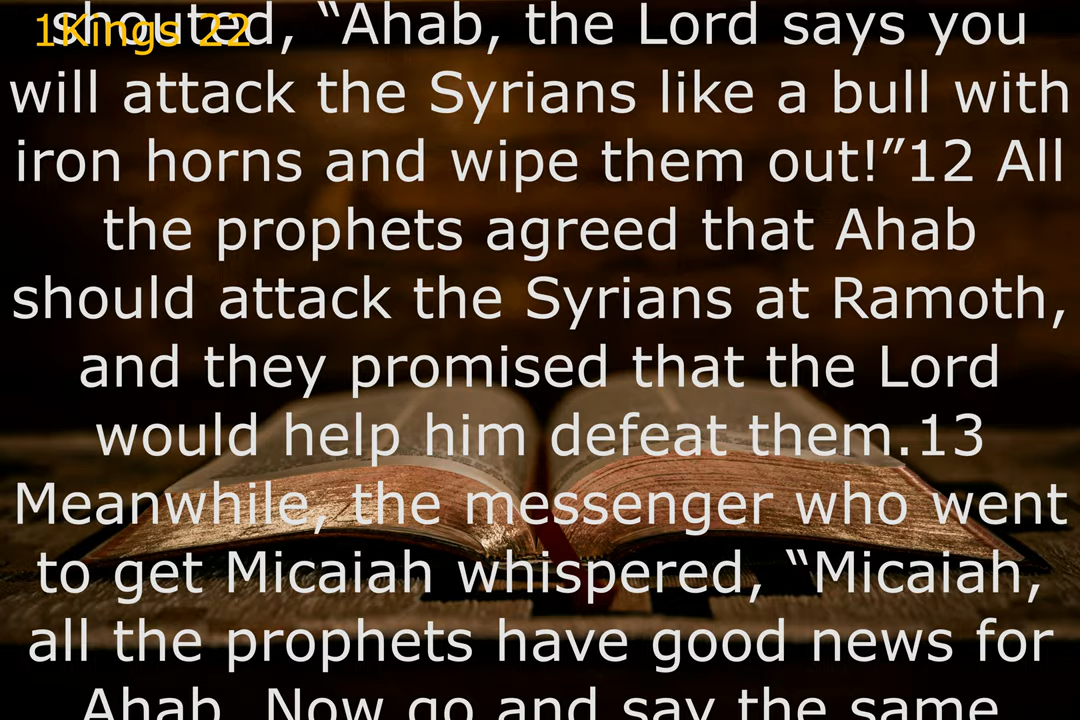 1Kings 22
shouted, “Ahab, the Lord says you
will attack the Syrians like a bull with
iron horns and wipe them out!”12 All
the prophets agreed that Ahab
should attack the Syrians at Ramoth,
and they promised that the Lord
would help him defeat them.13
Meanwhile, the messenger who went
to get Micaiah whispered, “Micaiah,
all the prophets have good news for
Ahab. Now go and say the same